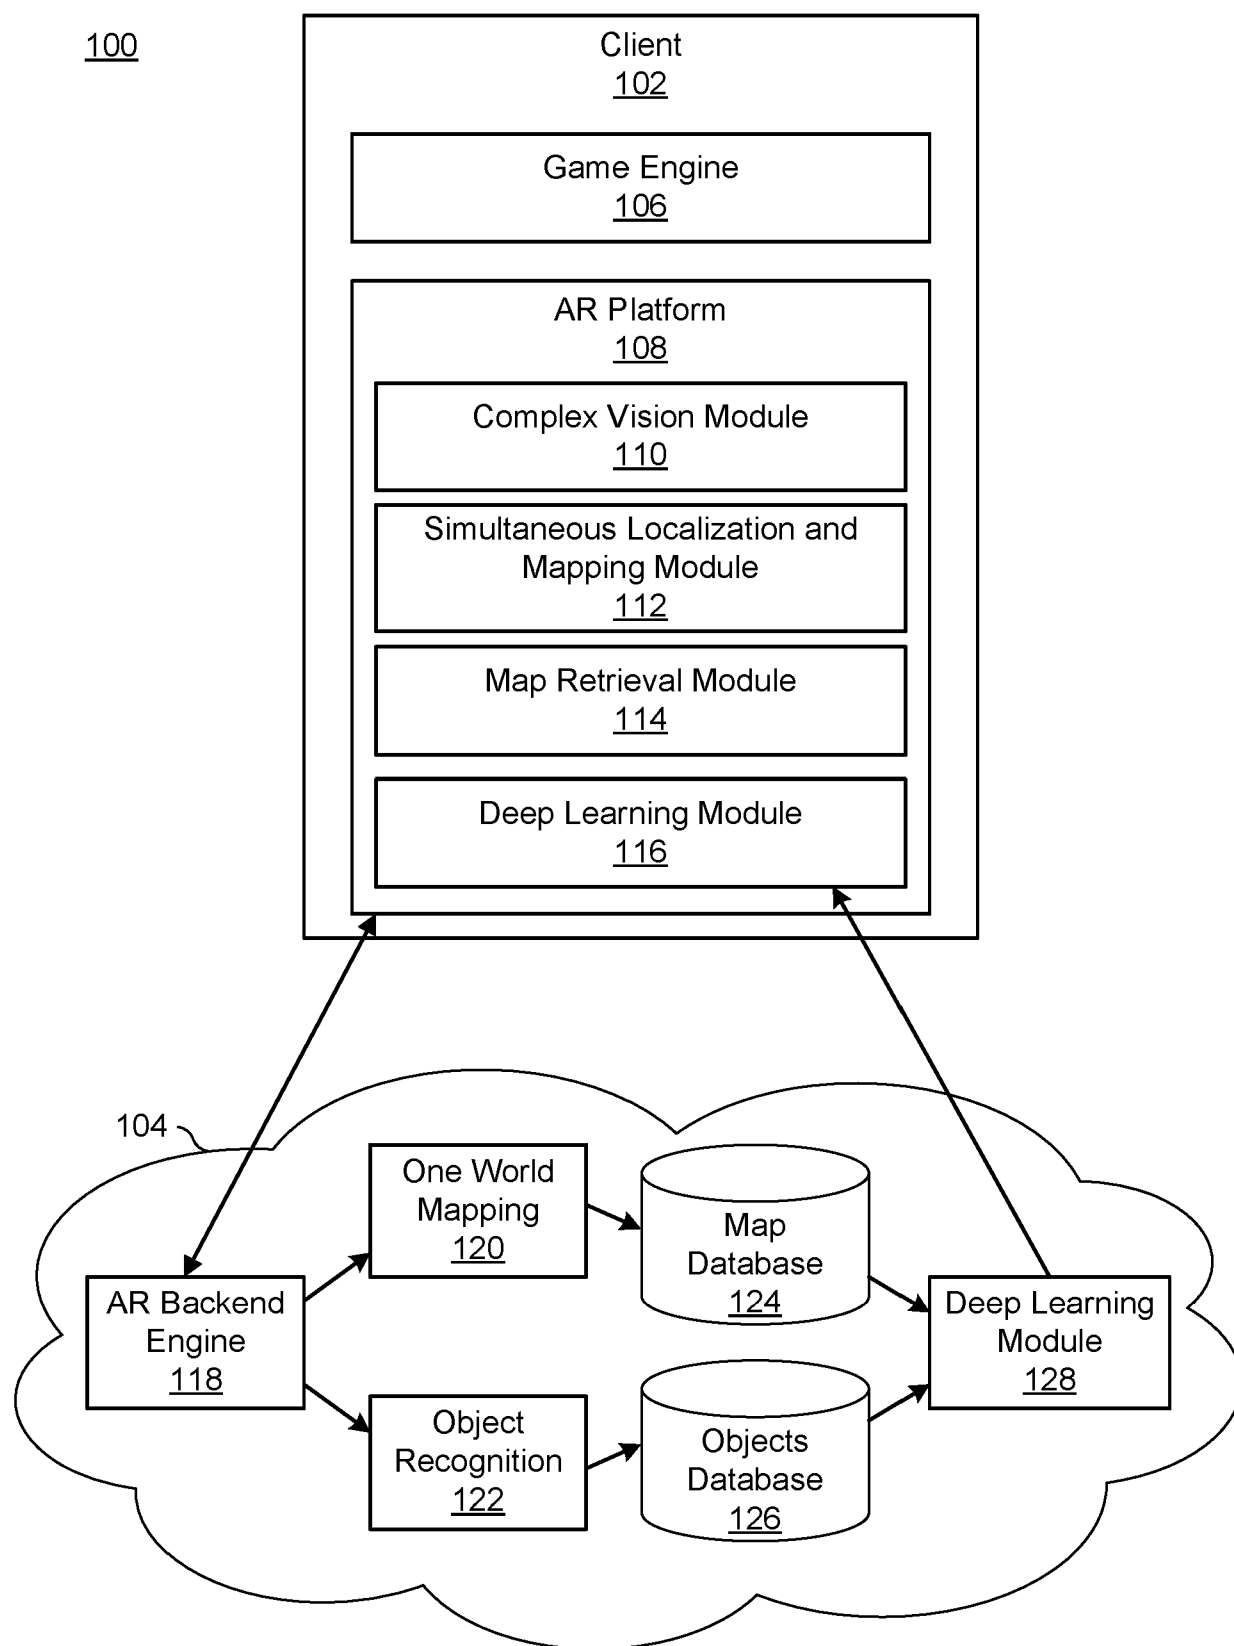 100
Client
102
Game Engine
106
AR Platform
108
Complex Vision Module
110
Simultaneous Localization and
Mapping Module
112
Map Retrieval Module
114
Deep Learning Module
116
104
One World
Mapping
120
Map
Database
124
AR Backend
Engine
118
Deep Learning
Module
128
Object
Recognition
122
Objects
Database
126